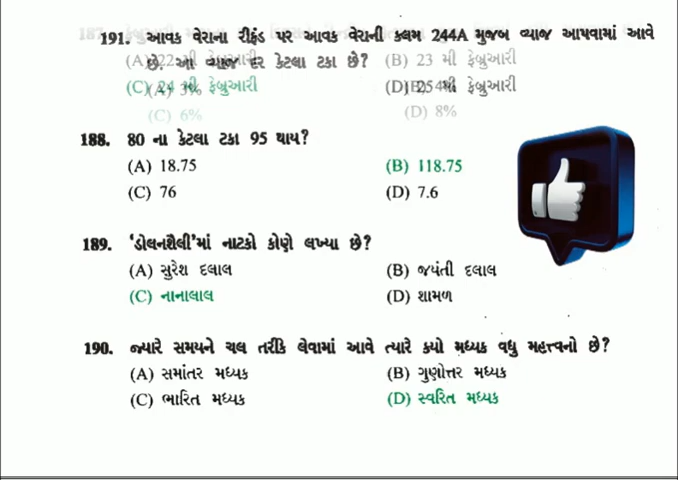 191. આવક વેરાના રીફંડ પર આવક વેરાની કલમ 244A મુજબ વ્યાજ આપવામાં આવે
છે. આ વ્યાજ દર કેટલા ટકા છે? (B) 23 મી ફેબ્રુઆરી
(C) 24 મી ફેબ્રુઆરી (D) 25 મી ફેબ્રુઆરી
(C) 6% (D) 8%
188. 80 ના કેટલા ટકા 95 થાય?
(A) 18.75 (B) 118.75
(C) 76 (D) 7.6
189. 'ડોલનશૈલી'માં નાટકો કોણે લખ્યા છે?
(A) સુરેશ દલાલ (B) જયંતી દલાલ
(C) નાનાલાલ (D) શામળ
190. જ્યારે સમયને ચલ તરીકે લેવામાં આવે ત્યારે ક્યો મધ્યક વધુ મહત્ત્વનો છે?
(A) સમાંતર મધ્યક (B) ગુણોત્તર મધ્યક
(C) ભારિત મધ્યક (D) સ્વરિત મધ્યક